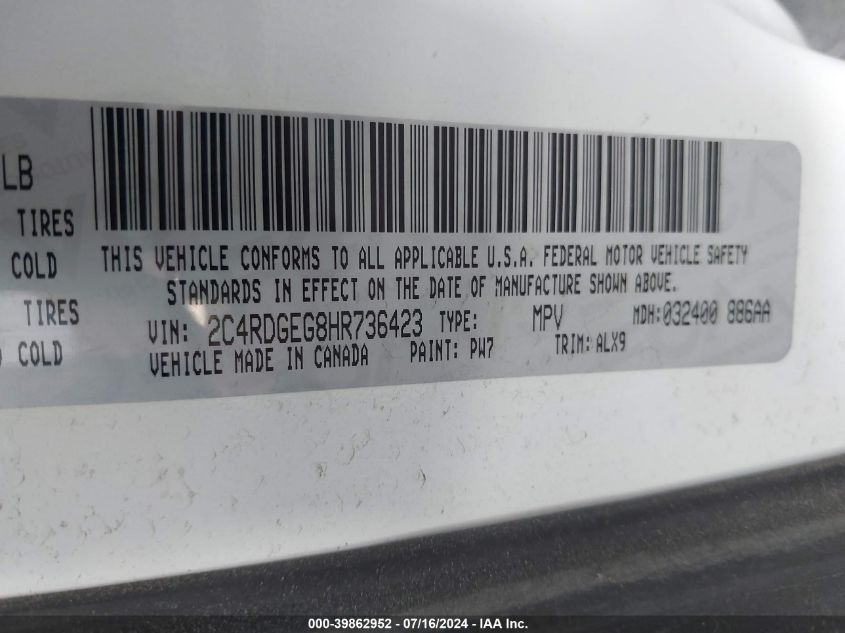 LB
TIRES
COLD
TIRES
COLD
THIS VEHICLE CONFORMS TO ALL APPLICABLE U.S.A. FEDERAL MOTOR VEHICLE SAFETY
STANDARDS IN EFFECT ON THE DATE OF MANUFACTURE SHOWN ABOVE.
VIN: 2C4RDGEG8HR736423 TYPE: MPV MDH:032400 886AA
VEHICLE MADE IN CANADA PAINT: PW7 TRIM: ALX9
000-39862952 - 07/16/2024 - IAA Inc.